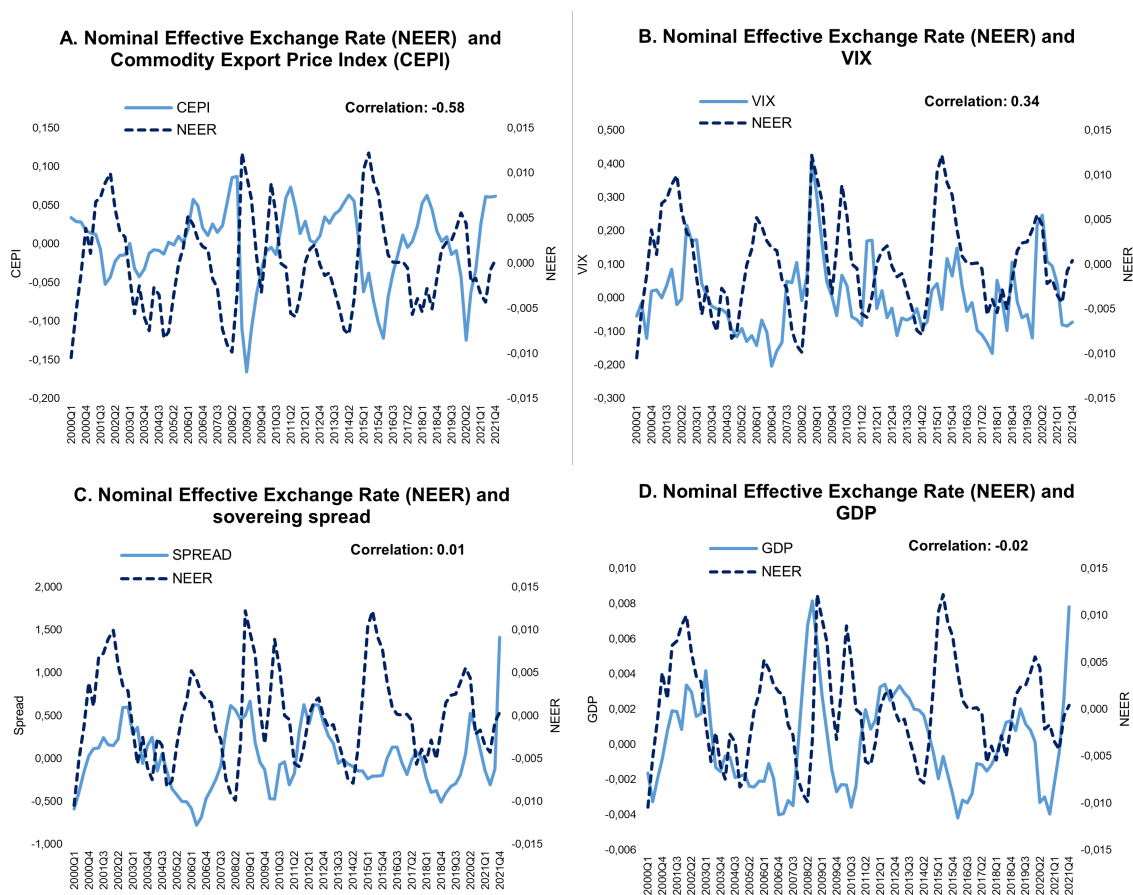 A. Nominal Effective Exchange Rate (NEER) and
Commodity Export Price Index (CEPI)
CEPI
NEER
Correlation: -0.58
0,150
0,100
0,050
0,000
-0,050
-0,100
-0,150
-0,200
CEPI
0,015
0,010
0,005
0,000
-0,005
-0,010
-0,015
NEER
2000Q1 2000Q4 2001Q3 2002Q2 2003Q1 2003Q4 2004Q3 2005Q2 2006Q1 2006Q4 2007Q3 2008Q2 2009Q1 2009Q4 2010Q3 2011Q2 2012Q1 2012Q4 2013Q3 2014Q2 2015Q1 2015Q4 2016Q3 2017Q2 2018Q1 2018Q4 2019Q3 2020Q2 2021Q1 2021Q4
B. Nominal Effective Exchange Rate (NEER) and
VIX
VIX
NEER
Correlation: 0.34
0,500
0,400
0,300
0,200
0,100
0,000
-0,100
-0,200
-0,300
VIX
0,015
0,010
0,005
0,000
-0,005
-0,010
-0,015
NEER
2000Q1 2000Q4 2001Q3 2002Q2 2003Q1 2003Q4 2004Q3 2005Q2 2006Q1 2006Q4 2007Q3 2008Q2 2009Q1 2009Q4 2010Q3 2011Q2 2012Q1 2012Q4 2013Q3 2014Q2 2015Q1 2015Q4 2016Q3 2017Q2 2018Q1 2018Q4 2019Q3 2020Q2 2021Q1 2021Q4
C. Nominal Effective Exchange Rate (NEER) and
sovereing spread
SPREAD
NEER
Correlation: 0.01
2,000
1,500
1,000
0,500
0,000
-0,500
-1,000
Spread
0,015
0,010
0,005
0,000
-0,005
-0,010
-0,015
NEER
2000Q1 2000Q4 2001Q3 2002Q2 2003Q1 2003Q4 2004Q3 2005Q2 2006Q1 2006Q4 2007Q3 2008Q2 2009Q1 2009Q4 2010Q3 2011Q2 2012Q1 2012Q4 2013Q3 2014Q2 2015Q1 2015Q4 2016Q3 2017Q2 2018Q1 2018Q4 2019Q3 2020Q2 2021Q1 2021Q4
D. Nominal Effective Exchange Rate (NEER) and
GDP
GDP
NEER
Correlation: -0.02
0,010
0,008
0,006
0,004
0,002
0,000
-0,002
-0,004
-0,006
GDP
0,015
0,010
0,005
0,000
-0,005
-0,010
-0,015
NEER
2000Q1 2000Q4 2001Q3 2002Q2 2003Q1 2003Q4 2004Q3 2005Q2 2006Q1 2006Q4 2007Q3 2008Q2 2009Q1 2009Q4 2010Q3 2011Q2 2012Q1 2012Q4 2013Q3 2014Q2 2015Q1 2015Q4 2016Q3 2017Q2 2018Q1 2018Q4 2019Q3 2020Q2 2021Q1 2021Q4